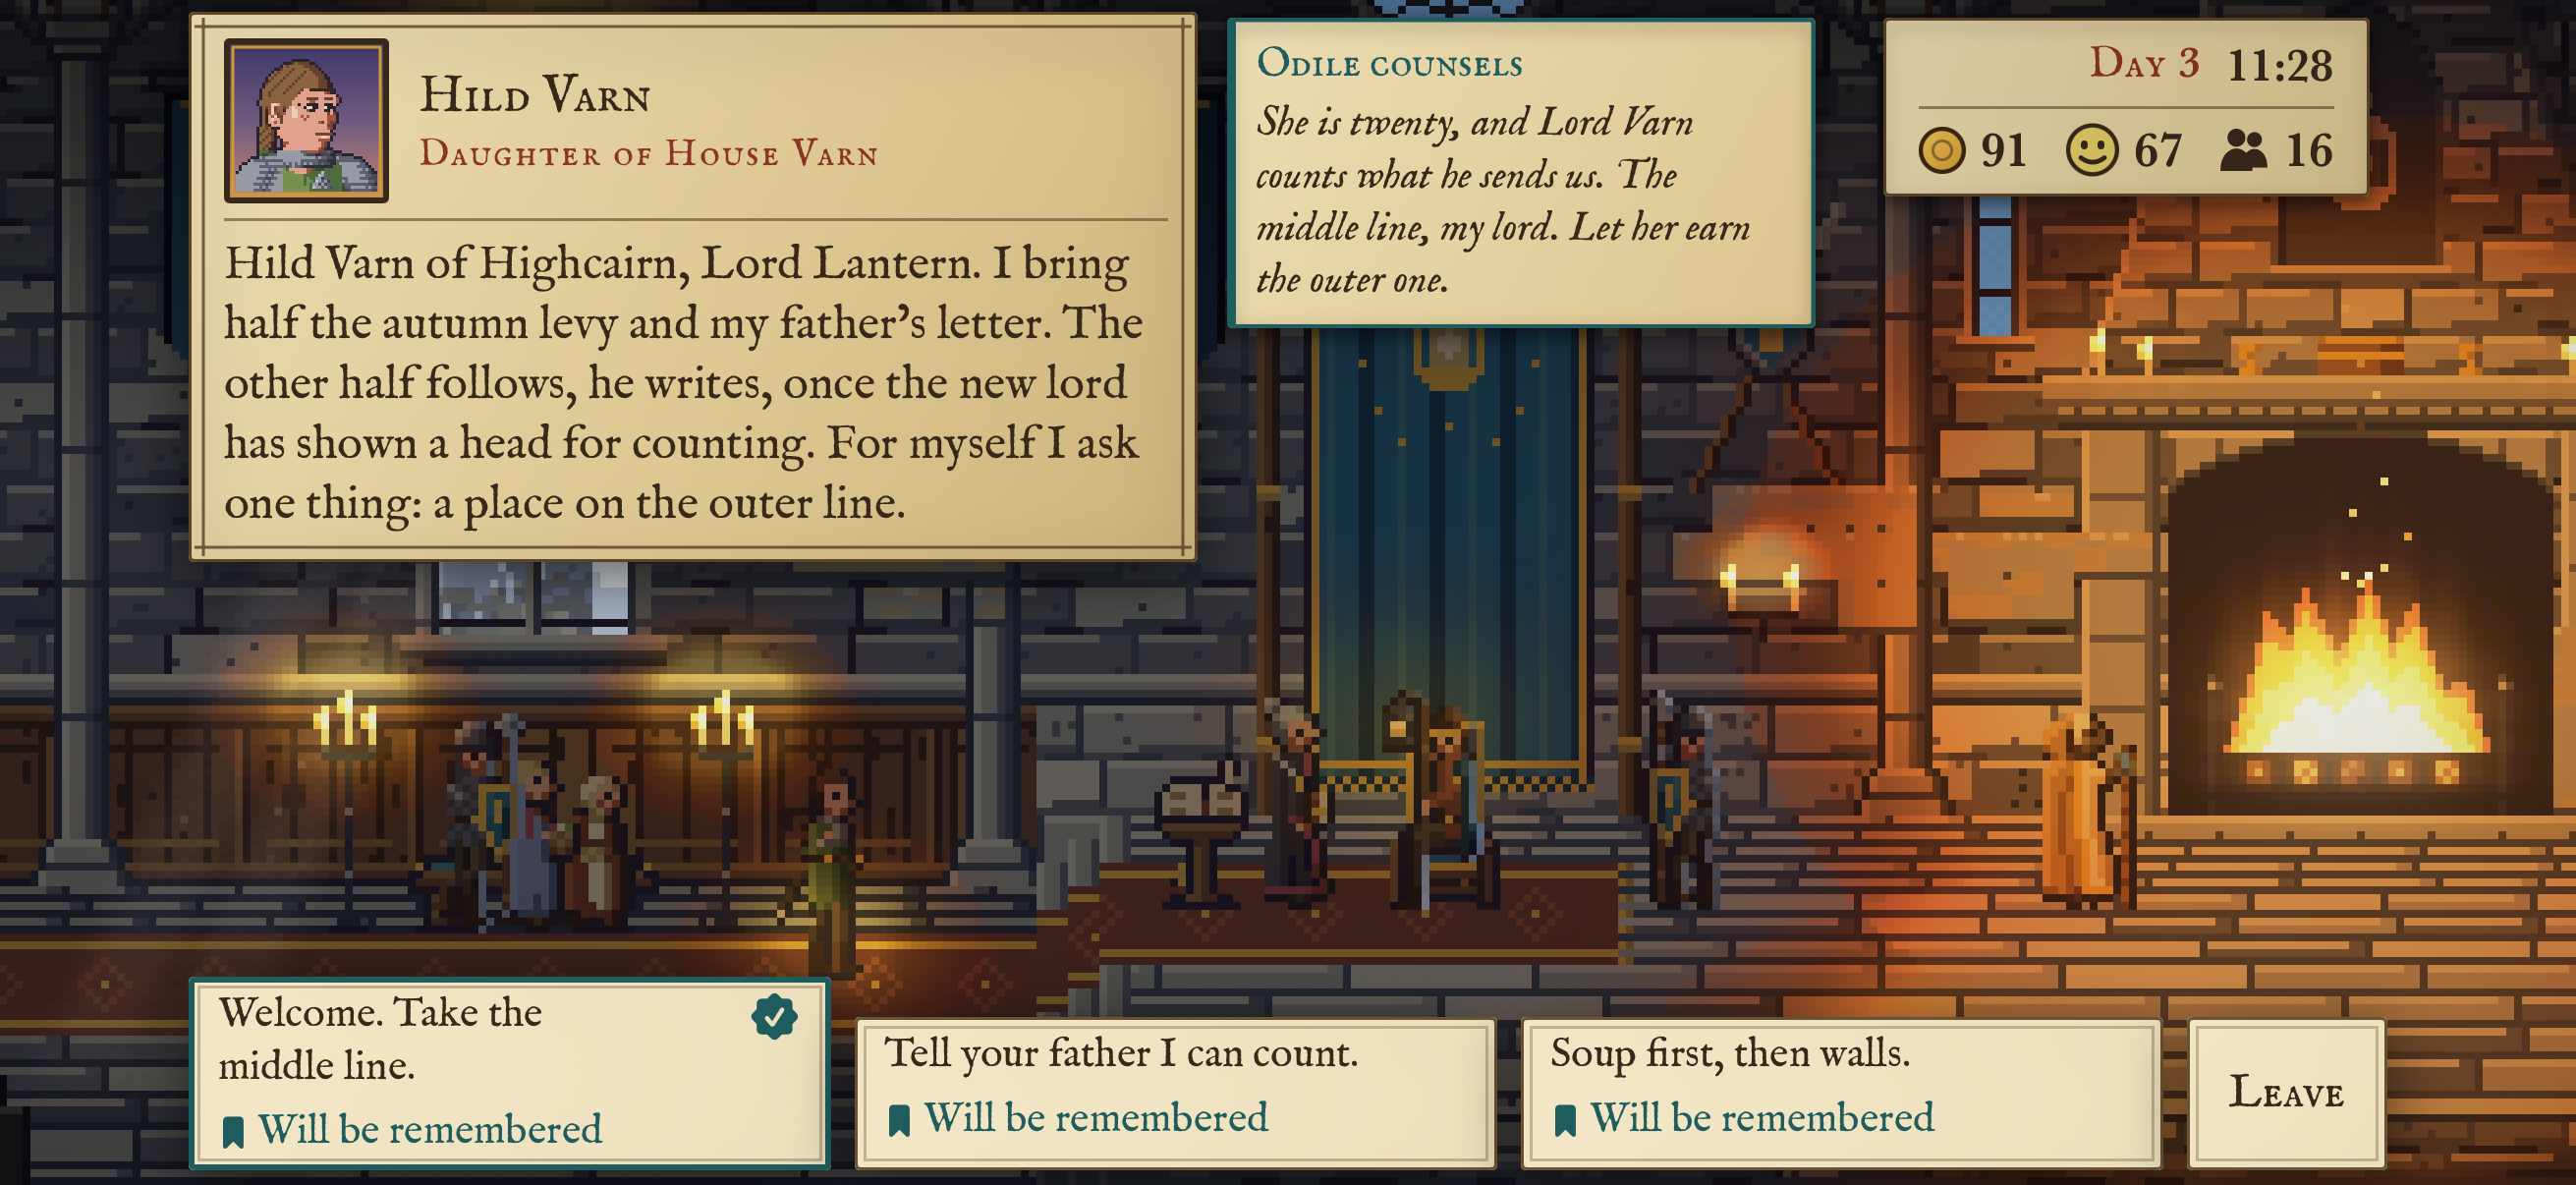 Hild Varn
Daughter of House Varn
Hild Varn of Highcairn, Lord Lantern. I bring
half the autumn levy and my father’s letter. The
other half follows, he writes, once the new lord
has shown a head for counting. For myself I ask
one thing: a place on the outer line.
Odile counsels
She is twenty, and Lord Varn
counts what he sends us. The
middle line, my lord. Let her earn
the outer one.
Day 3 11:28
91 67 16
Welcome. Take the
middle line.
Will be remembered
Tell your father I can count.
Will be remembered
Soup first, then walls.
Will be remembered
Leave